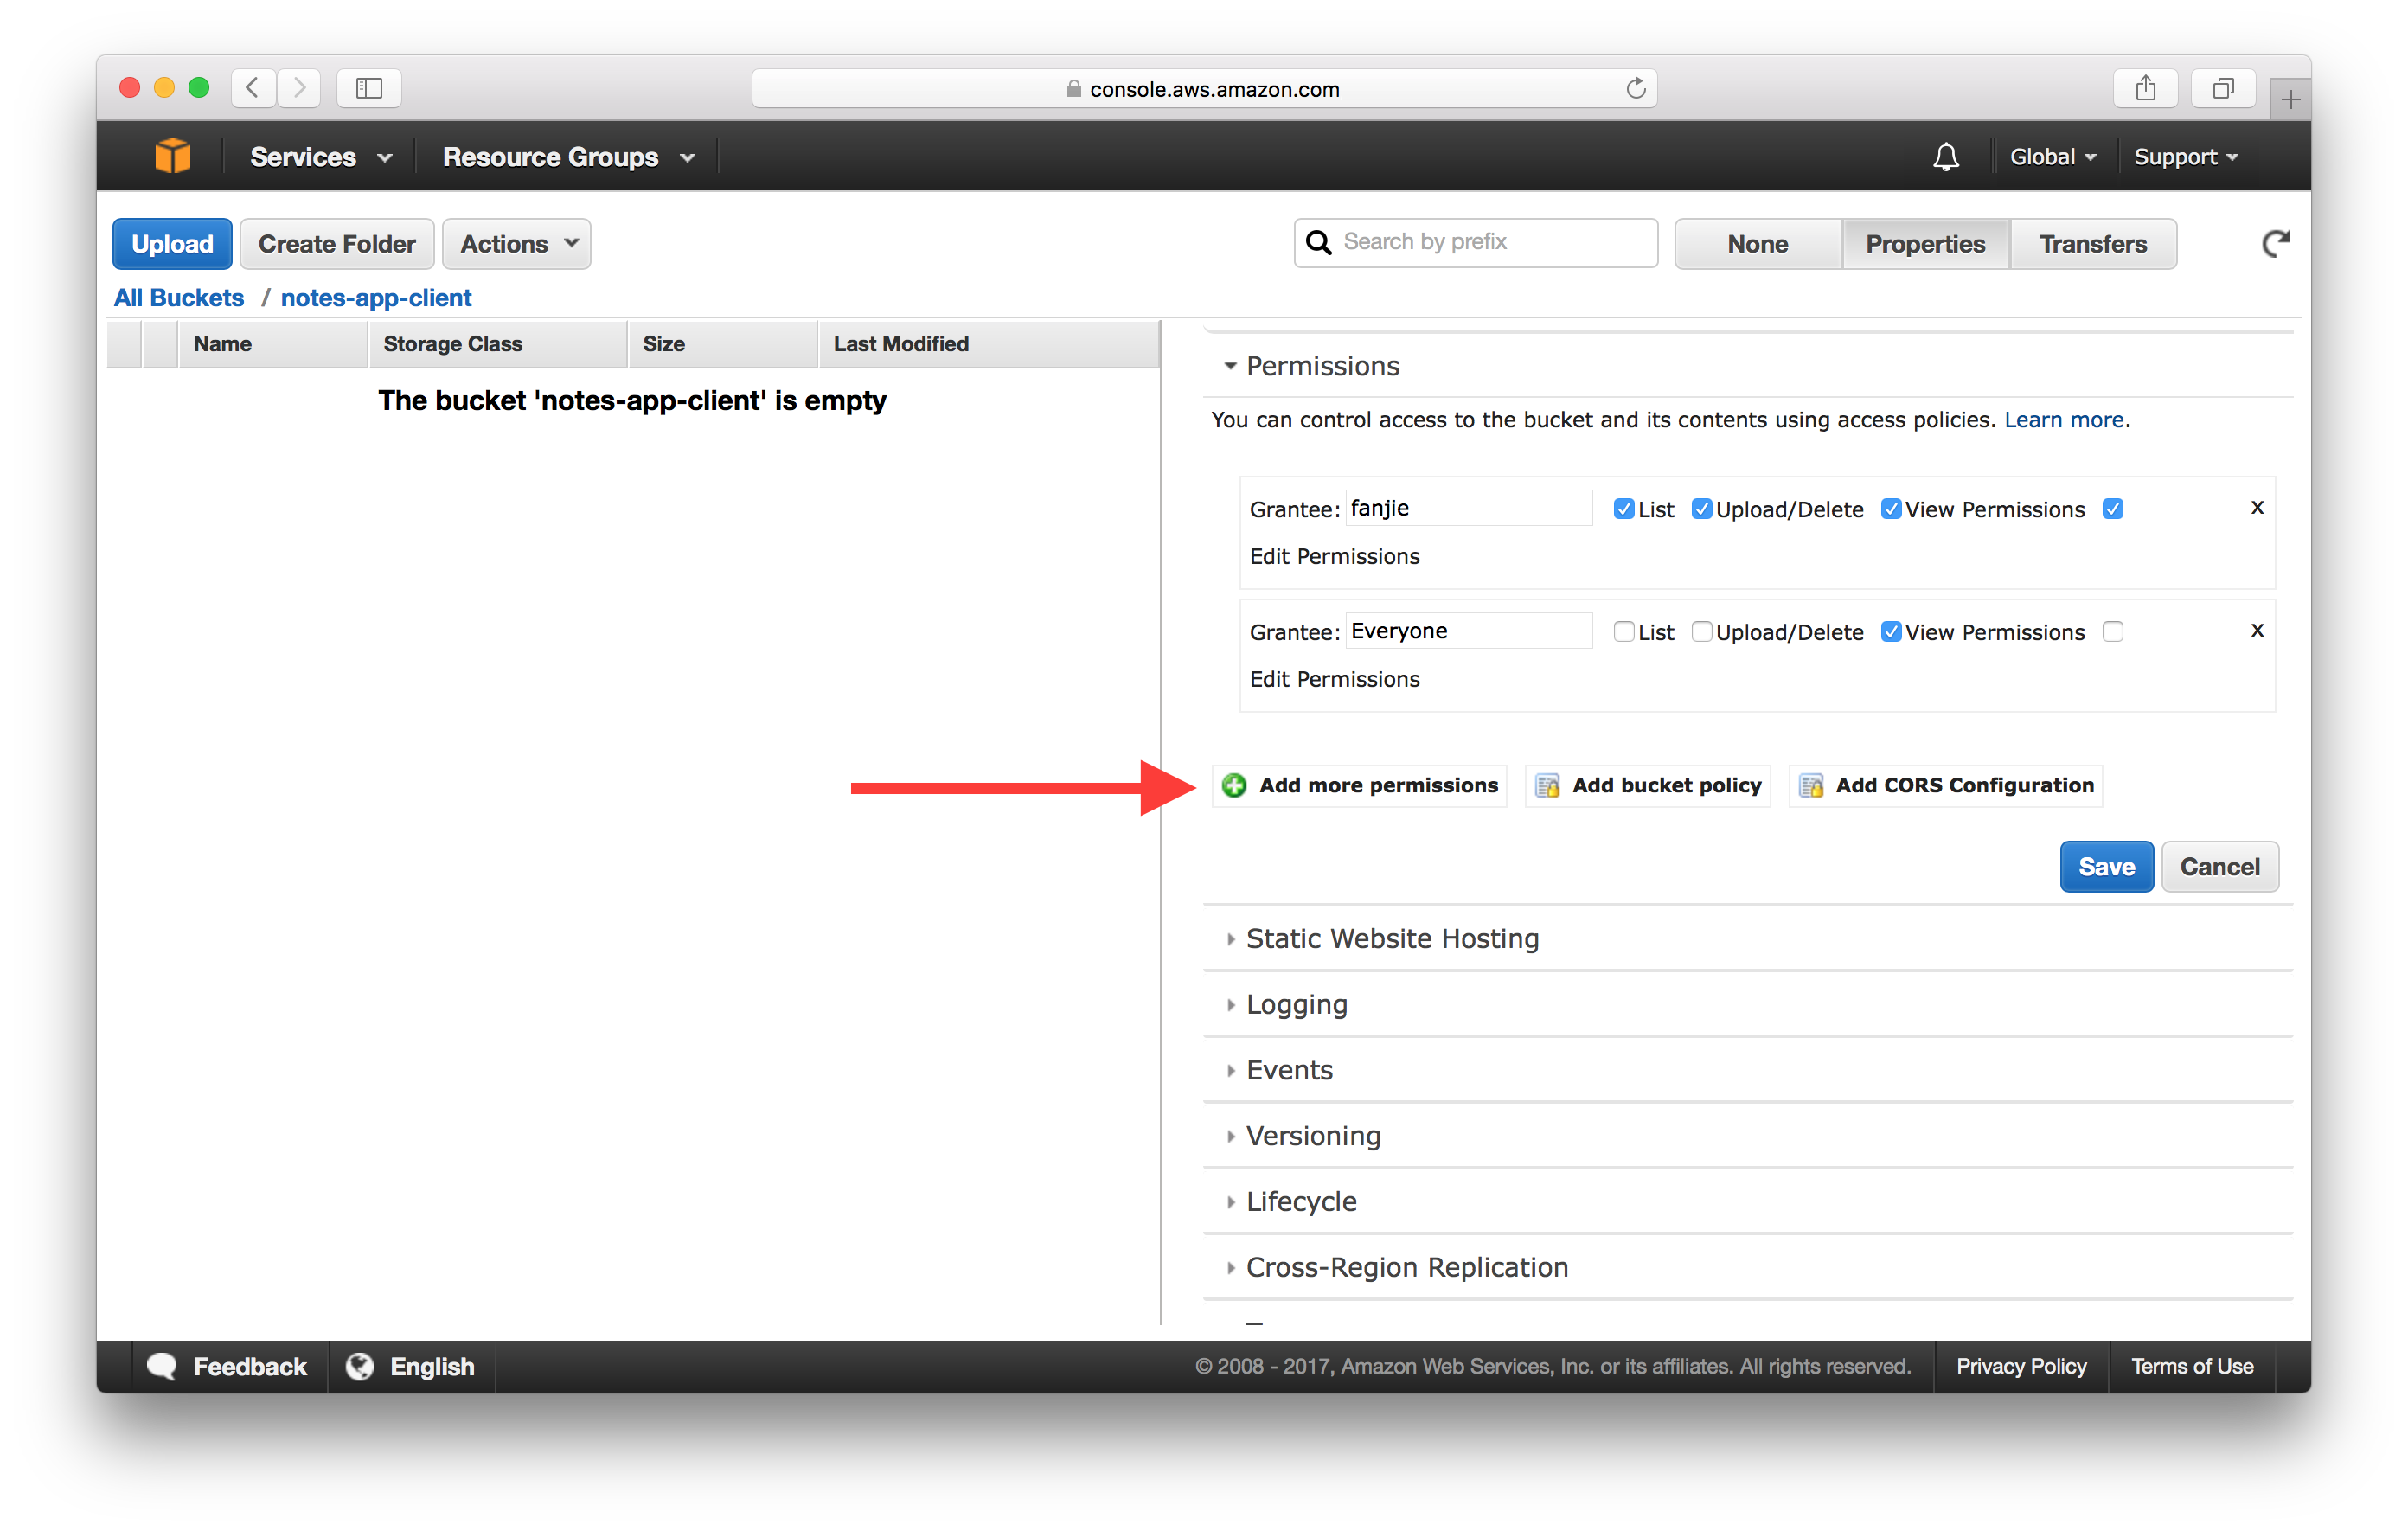 console.aws.amazon.com
Services Resource Groups Global Support
Upload Create Folder Actions Search by prefix None Properties Transfers
All Buckets / notes-app-client
Name Storage Class Size Last Modified
The bucket 'notes-app-client' is empty
Permissions
You can control access to the bucket and its contents using access policies. Learn more.
Grantee: fanjie List Upload/Delete View Permissions x
Edit Permissions
Grantee: Everyone List Upload/Delete View Permissions x
Edit Permissions
Add more permissions Add bucket policy Add CORS Configuration
Save Cancel
Static Website Hosting
Logging
Events
Versioning
Lifecycle
Cross-Region Replication
Feedback English © 2008 - 2017, Amazon Web Services, Inc. or its affiliates. All rights reserved. Privacy Policy Terms of Use